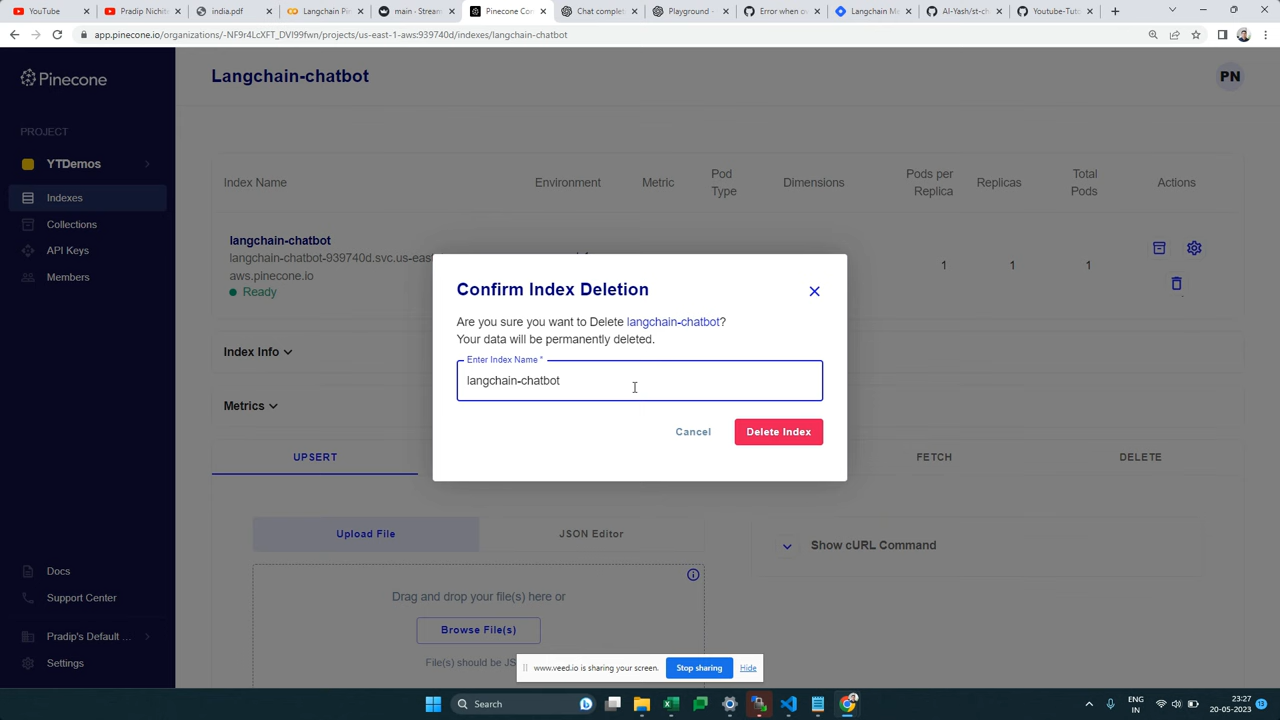 YouTube
Pradip Nichite
india.pdf
Langchain Pi
main - Stream
Pinecone Con
Chat complet
Playground -
Error when c
Langchain Me
AI-Yash/st-ch
Youtube-Tuto
app.pinecone.io/organizations/-NF9r4LcXFT_DVI99fwn/projects/us-east-1-aws:939740d/indexes/langchain-chatbot
Pinecone
Langchain-chatbot
PN
PROJECT
YTDemos
Indexes
Collections
API Keys
Members
Index Name
Environment
Metric
Pod
Type
Dimensions
Pods per
Replica
Replicas
Total
Pods
Actions
langchain-chatbot
langchain-chatbot-939740d.svc.us-east
aws.pinecone.io
Ready
1
1
1
Confirm Index Deletion
Are you sure you want to Delete langchain-chatbot?
Your data will be permanently deleted.
Enter Index Name *
langchain-chatbot
Cancel
Delete Index
Index Info
Metrics
UPSERT
FETCH
DELETE
Upload File
JSON Editor
Show cURL Command
Drag and drop your file(s) here or
Browse File(s)
File(s) should be JS
Docs
Support Center
Pradip's Default ...
Settings
www.veed.io is sharing your screen.
Stop sharing
Hide
Search
ENG
IN
23:27
20-05-2023